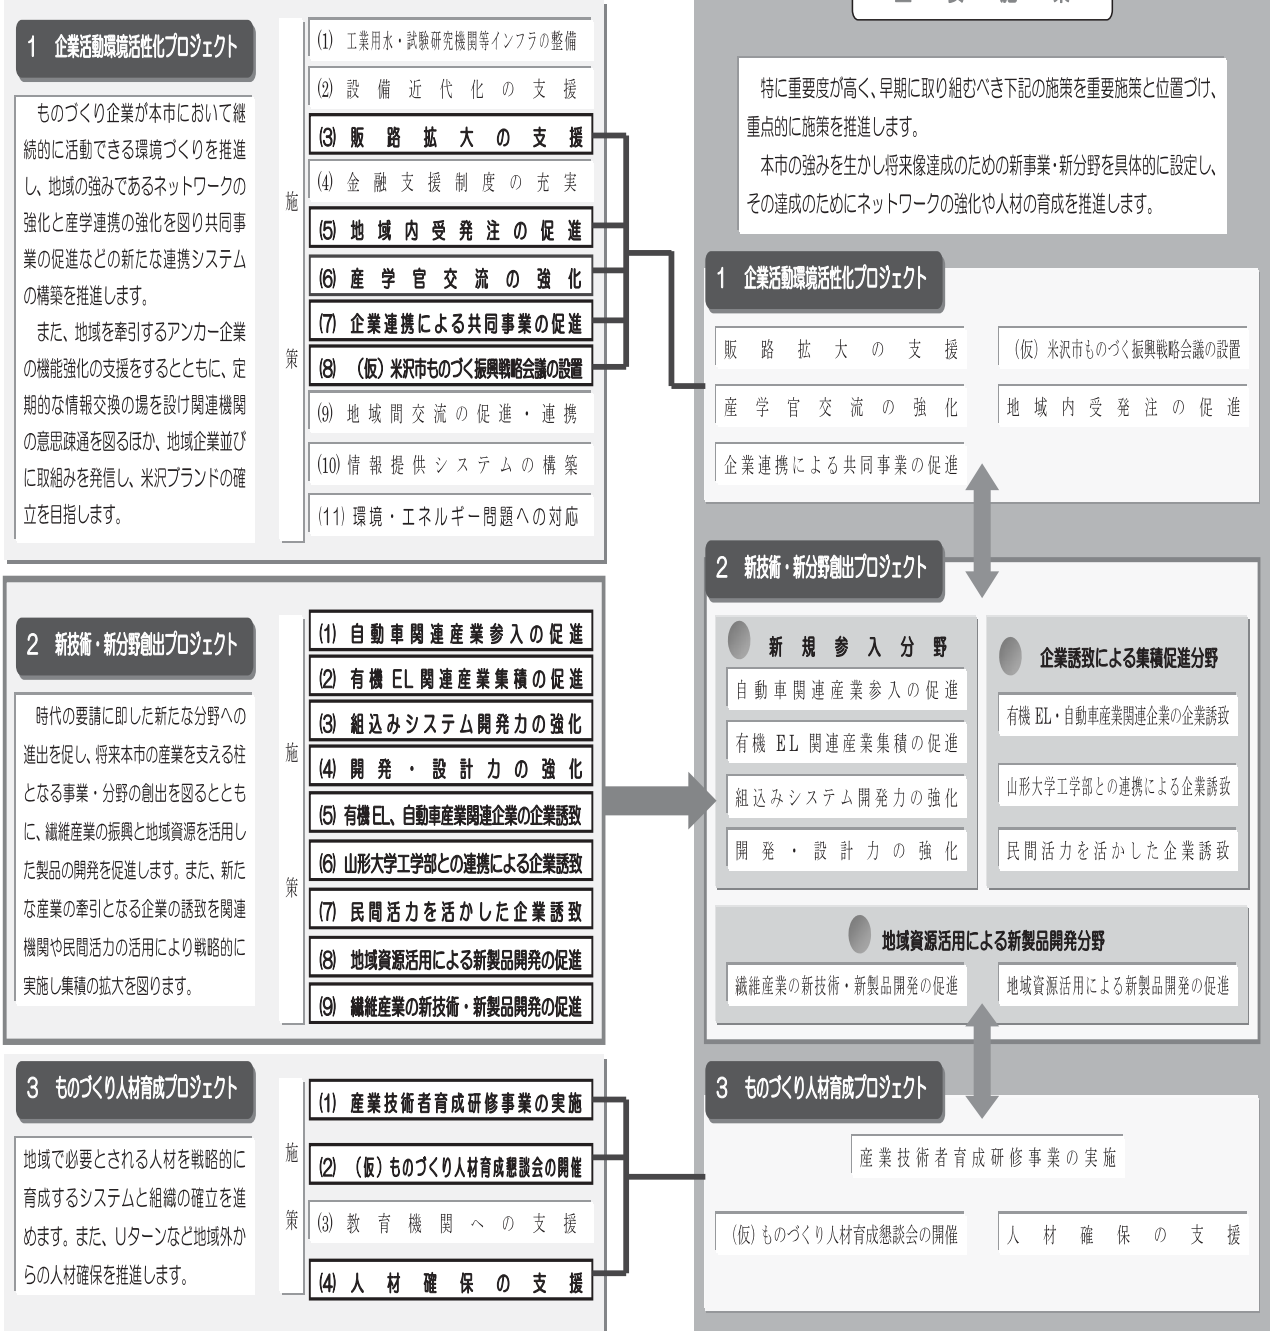 1　企業活動環境活性化プロジェクト
ものづくり企業が本市において継
続的に活動できる環境づくりを推進
し、地域の強みであるネットワークの
強化と産学連携の強化を図り共同事
業の促進などの新たな連携システム
の構築を推進します。
また、地域を牽引するアンカー企業
の機能強化の支援をするとともに、定
期的な情報交換の場を設け関連機関
の意思疎通を図るほか、地域企業並び
に取組みを発信し、米沢ブランドの確
立を目指します。
施策
(1) 工業用水・試験研究機関等インフラの整備
(2) 設備近代化の支援
(3) 販路拡大の支援
(4) 金融支援制度の充実
(5) 地域内受発注の促進
(6) 産学官交流の強化
(7) 企業連携による共同事業の促進
(8) （仮）米沢市ものづく振興戦略会議の設置
(9) 地域間交流の促進・連携
(10) 情報提供システムの構築
(11) 環境・エネルギー問題への対応
2　新技術・新分野創出プロジェクト
時代の要請に即した新たな分野への
進出を促し、将来本市の産業を支える柱
となる事業・分野の創出を図るととも
に、繊維産業の振興と地域資源を活用し
た製品の開発を促進します。また、新た
な産業の牽引となる企業の誘致を関連
機関や民間活力の活用により戦略的に
実施し集積の拡大を図ります。
施策
(1) 自動車関連産業参入の促進
(2) 有機EL関連産業集積の促進
(3) 組込みシステム開発力の強化
(4) 開発・設計力の強化
(5) 有機EL、自動車産業関連企業の企業誘致
(6) 山形大学工学部との連携による企業誘致
(7) 民間活力を活かした企業誘致
(8) 地域資源活用による新製品開発の促進
(9) 繊維産業の新技術・新製品開発の促進
3　ものづくり人材育成プロジェクト
地域で必要とされる人材を戦略的に
育成するシステムと組織の確立を進
めます。また、Uターンなど地域外か
らの人材確保を推進します。
施策
(1) 産業技術者育成研修事業の実施
(2) （仮）ものづくり人材育成懇談会の開催
(3) 教育機関への支援
(4) 人材確保の支援
特に重要度が高く、早期に取り組むべき下記の施策を重要施策と位置づけ、
重点的に施策を推進します。
本市の強みを生かし将来像達成のための新事業・新分野を具体的に設定し、
その達成のためにネットワークの強化や人材の育成を推進します。
1　企業活動環境活性化プロジェクト
販路拡大の支援
（仮）米沢市ものづく振興戦略会議の設置
産学官交流の強化
地域内受発注の促進
企業連携による共同事業の促進
2　新技術・新分野創出プロジェクト
新規参入分野
自動車関連産業参入の促進
有機 EL 関連産業集積の促進
組込みシステム開発力の強化
開発・設計力の強化
企業誘致による集積促進分野
有機 EL・自動車産業関連企業の企業誘致
山形大学工学部との連携による企業誘致
民間活力を活かした企業誘致
地域資源活用による新製品開発分野
繊維産業の新技術・新製品開発の促進
地域資源活用による新製品開発の促進
3　ものづくり人材育成プロジェクト
産業技術者育成研修事業の実施
（仮）ものづくり人材育成懇談会の開催
人材確保の支援